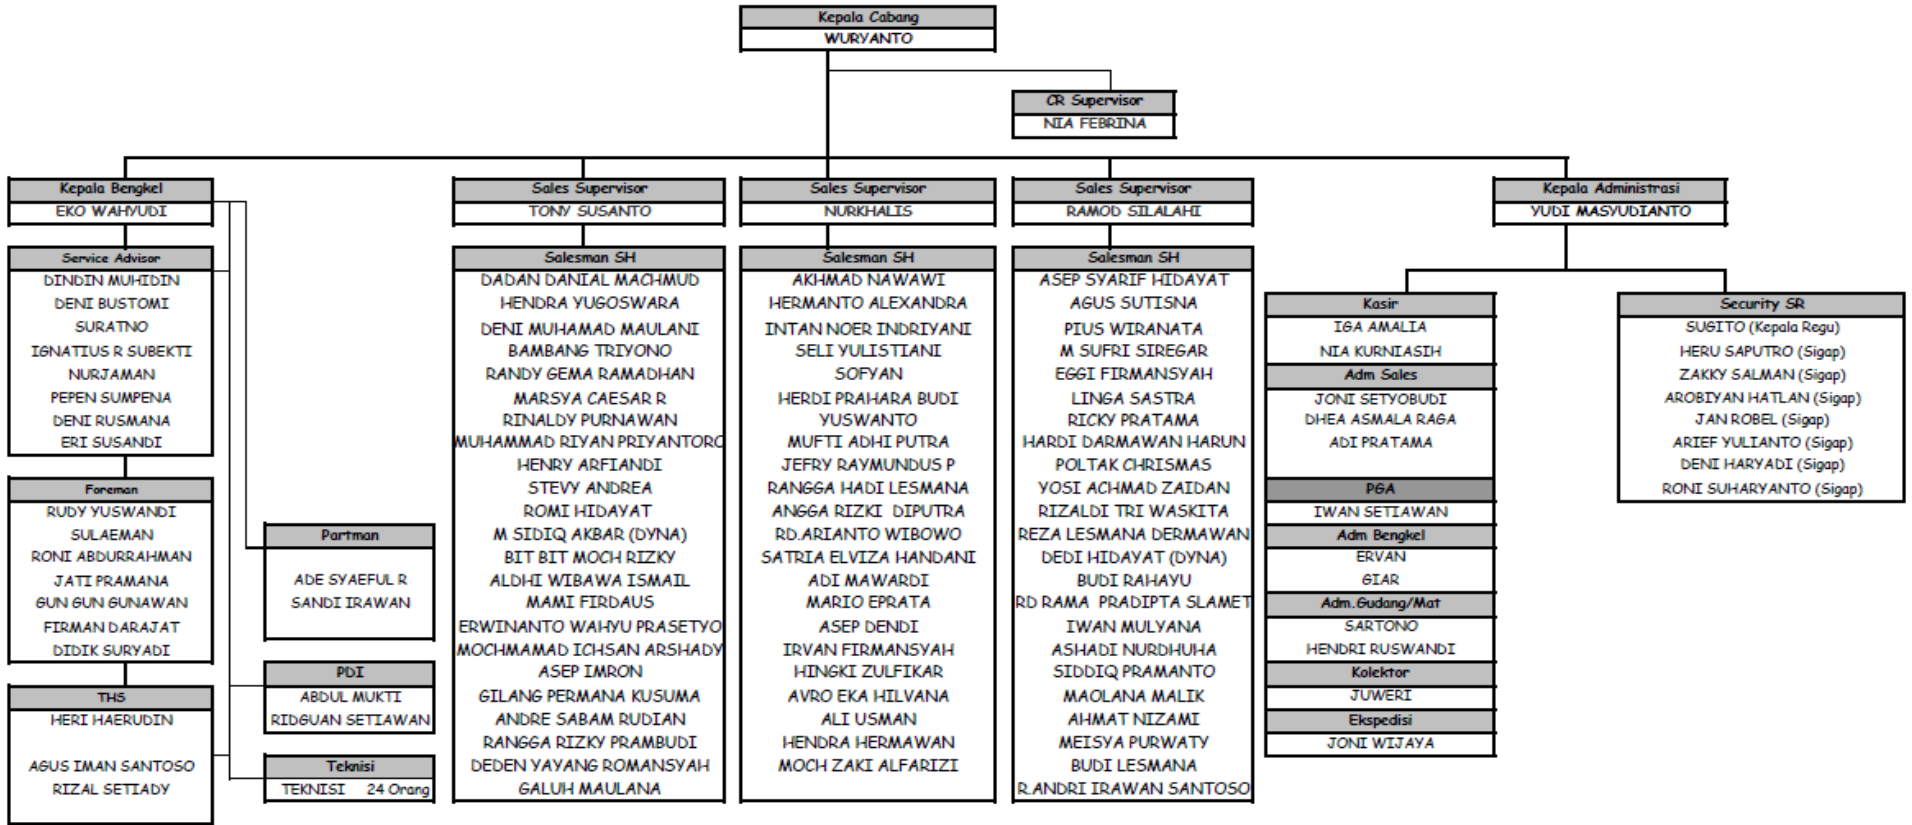 Kepala Cabang
WURYANTO
CR Supervisor
NIA FEBRINA
Kepala Bengkel
EKO WAHYUDI
Service Advisor
DINDIN MUHIDIN
DENI BUSTOMI
SURATNO
IGNATIUS R SUBEKTI
NURJAMAN
PEPEN SUMPENA
DENI RUSMANA
ERI SUSANDI
Foreman
RUDY YUSWANDI
SULAEMAN
RONI ABDURRAHMAN
JATI PRAMANA
GUN GUN GUNAWAN
FIRMAN DARAJAT
DIDIK SURYADI
THS
HERI HAERUDIN
AGUS IMAN SANTOSO
RIZAL SETIADY
Partman
ADE SYAEFUL R
SANDI IRAWAN
PDI
ABDUL MUKTI
RIDGUAN SETIAWAN
Teknisi
TEKNISI 24 Orang
Sales Supervisor
TONY SUSANTO
Salesman SH
DADAN DANIAL MACHMUD
HENDRA YUGOSWARA
DENI MUHAMAD MAULANI
BAMBANG TRIYONO
RANDY GEMA RAMADHAN
MARSYA CAESAR R
RINALDY PURNAWAN
MUHAMMAD RIYAN PRIYANTORO
HENRY ARFIANDI
STEVY ANDREA
ROMI HIDAYAT
M SIDIQ AKBAR (DYNA)
BIT BIT MOCH RIZKY
ALDHI WIBAWA ISMAIL
MAMI FIRDAUS
ERWINANTO WAHYU PRASETYO
MOCHMAMAD ICHSAN ARSHADY
ASEP IMRON
GILANG PERMANA KUSUMA
ANDRE SABAM RUDIAN
RANGGA RIZKY PRAMBUDI
DEDEN YAYANG ROMANSYAH
GALUH MAULANA
Sales Supervisor
NURKHALIS
Salesman SH
AKHMAD NAWAWI
HERMANTO ALEXANDRA
INTAN NOER INDRIYANI
SELI YULISTIANI
SOFYAN
HERDI PRAHARA BUDI
YUSWANTO
MUFTI ADHI PUTRA
JEFRY RAYMUNDUS P
RANGGA HADI LESMANA
ANGGA RIZKI DIPUTRA
RD.ARIANTO WIBOWO
SATRIA ELVIZA HANDANI
ADI MAWARDI
MARIO EPRATA
ASEP DENDI
IRVAN FIRMANSYAH
HINGKI ZULFIKAR
AVRO EKA HILVANA
ALI USMAN
HENDRA HERMAWAN
MOCH ZAKI ALFARIZI
Sales Supervisor
RAMOD SILALAHI
Salesman SH
ASEP SYARIF HIDAYAT
AGUS SUTISNA
PIUS WIRANATA
M SUFRI SIREGAR
EGGI FIRMANSYAH
LINGA SASTRA
RICKY PRATAMA
HARDI DARMAWAN HARUN
POLTAK CHRISMAS
YOSI ACHMAD ZAIDAN
RIZALDI TRI WASKITA
REZA LESMANA DERMAWAN
DEDI HIDAYAT (DYNA)
BUDI RAHAYU
RD RAMA PRADIPTA SLAMET
IWAN MULYANA
ASHADI NURDHUHA
SIDDIQ PRAMANTO
MAOLANA MALIK
AHMAT NIZAMI
MEISYA PURWATY
BUDI LESMANA
R.ANDRI IRAWAN SANTOSO
Kepala Administrasi
YUDI MASYUDIANTO
Kasir
IGA AMALIA
NIA KURNIASIH
Adm Sales
JONI SETYOBUDI
DHEA ASMALA RAGA
ADI PRATAMA
PGA
IWAN SETIAWAN
Adm Bengkel
ERVAN
GIAR
Adm.Gudang/Mat
SARTONO
HENDRI RUSWANDI
Kolektor
JUWERI
Ekspedisi
JONI WIJAYA
Security SR
SUGITO (Kepala Regu)
HERU SAPUTRO (Sigap)
ZAKKY SALMAN (Sigap)
AROBIYAN HATLAN (Sigap)
JAN ROBEL (Sigap)
ARIEF YULIANTO (Sigap)
DENI HARYADI (Sigap)
RONI SUHARYANTO (Sigap)